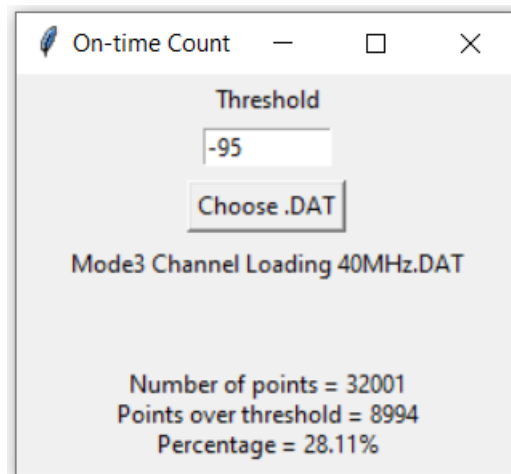 On-time Count
Threshold
-95
Choose .DAT
Mode3 Channel Loading 40MHz.DAT
Number of points = 32001
Points over threshold = 8994
Percentage = 28.11%